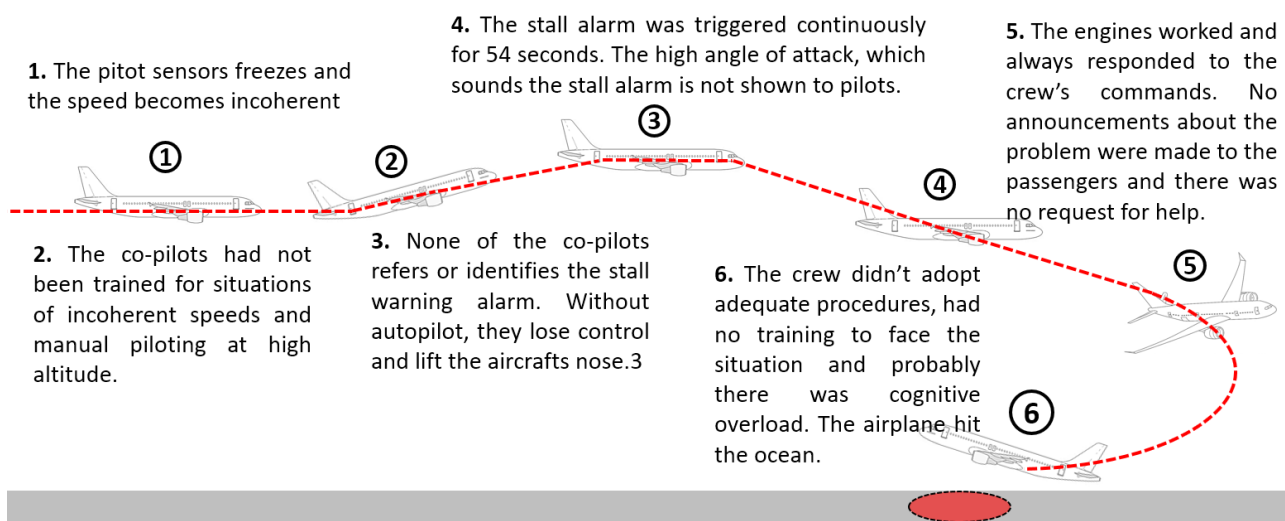 1. The pitot sensors freezes and
the speed becomes incoherent
4. The stall alarm was triggered continuously
for 54 seconds. The high angle of attack, which
sounds the stall alarm is not shown to pilots.
5. The engines worked and
always responded to the
crew's commands. No
announcements about the
problem were made to the
passengers and there was
no request for help.
1
2
3
4
5
2. The co-pilots had not
been trained for situations
of incoherent speeds and
manual piloting at high
altitude.
3. None of the co-pilots
refers or identifies the stall
warning alarm. Without
autopilot, they lose control
and lift the aircrafts nose.3
6. The crew didn't adopt
adequate procedures, had
no training to face the
situation and probably
there was cognitive
overload. The airplane hit
the ocean.
6